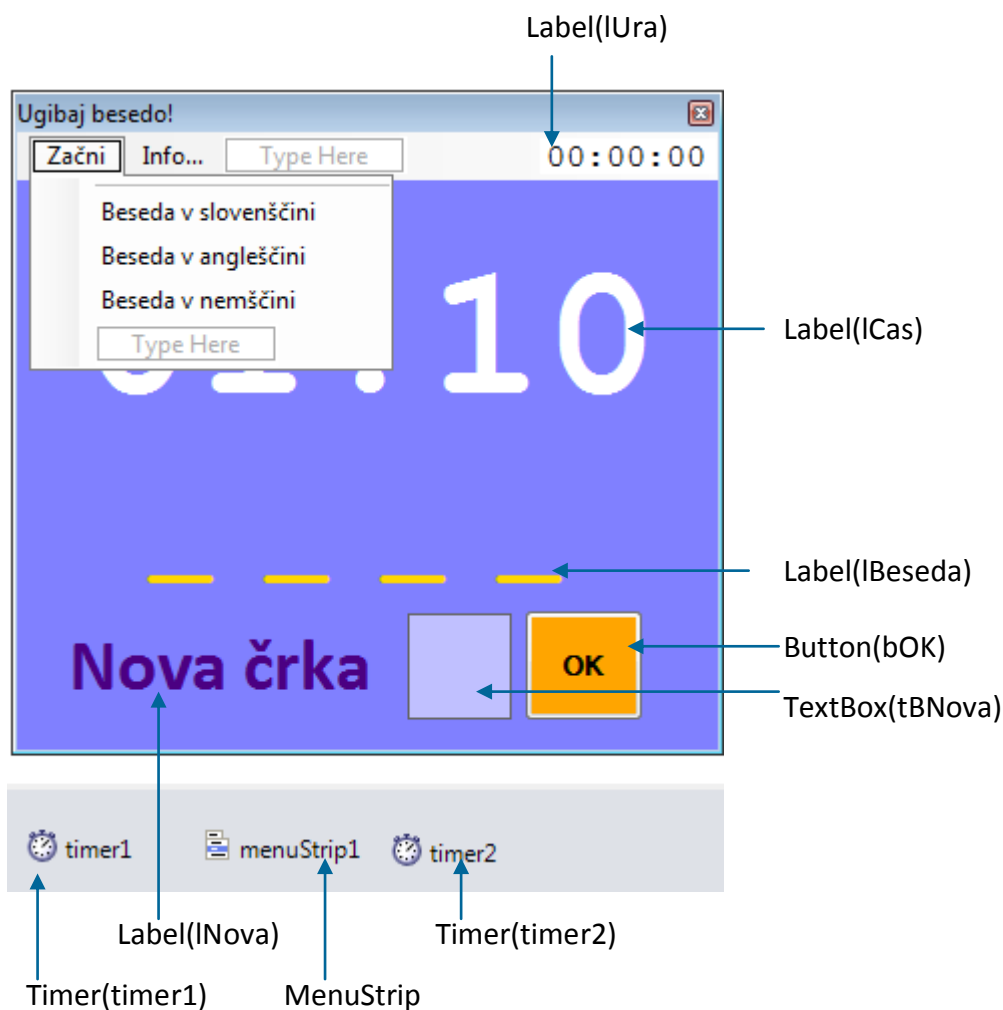 Label(lUra)
Ugibaj besedo!
Začni Info... Type Here 00:00:00
Beseda v slovenščini
Beseda v angleščini
Beseda v nemščini
Type Here
01:10
Label(lCas)
Label(lBeseda)
Button(bOK)
Nova črka OK
TextBox(tBNova)
timer1 menuStrip1 timer2
Label(lNova) Timer(timer2)
Timer(timer1) MenuStrip